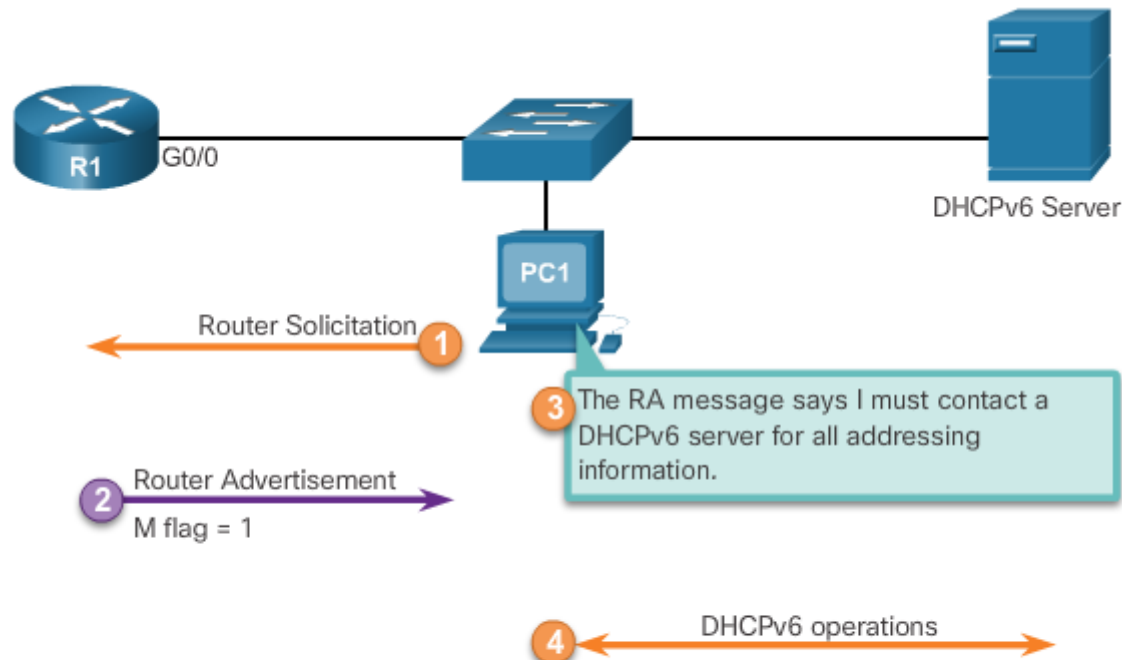 R1
G0/0
DHCPv6 Server
PC1
Router Solicitation
1
3
The RA message says I must contact a
DHCPv6 server for all addressing
information.
2
Router Advertisement
M flag = 1
4
DHCPv6 operations